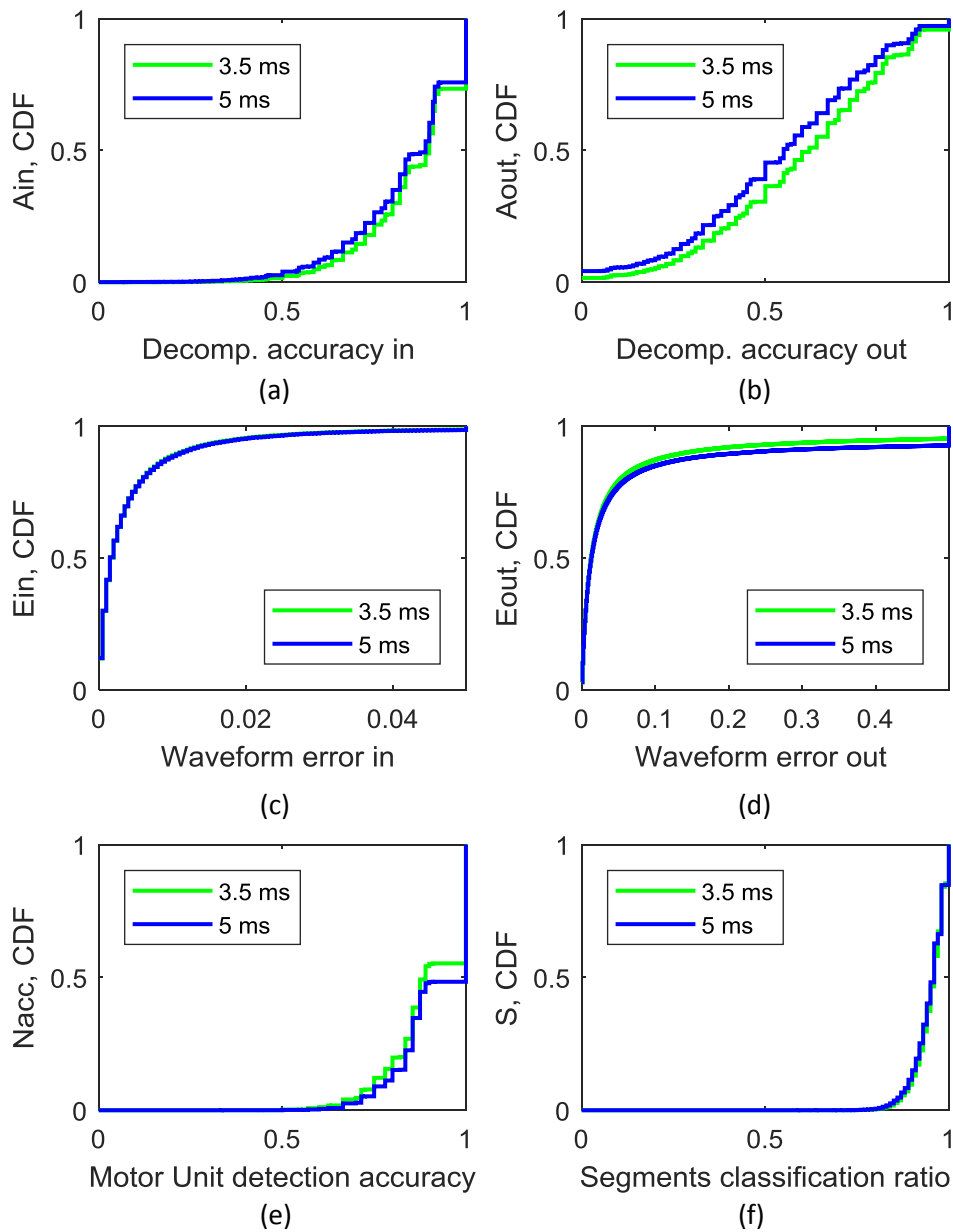 1
0.5
0
Ain, CDF
3.5 ms
5 ms
0
0.5
1
Decomp. accuracy in
(a)
1
0.5
0
Aout, CDF
3.5 ms
5 ms
0
0.5
1
Decomp. accuracy out
(b)
1
0.5
0
Ein, CDF
3.5 ms
5 ms
0
0.02
0.04
Waveform error in
(c)
1
0.5
0
Eout, CDF
3.5 ms
5 ms
0
0.1
0.2
0.3
0.4
Waveform error out
(d)
1
0.5
0
Nacc, CDF
3.5 ms
5 ms
0
0.5
1
Motor Unit detection accuracy
(e)
1
0.5
0
S, CDF
3.5 ms
5 ms
0
0.5
1
Segments classification ratio
(f)